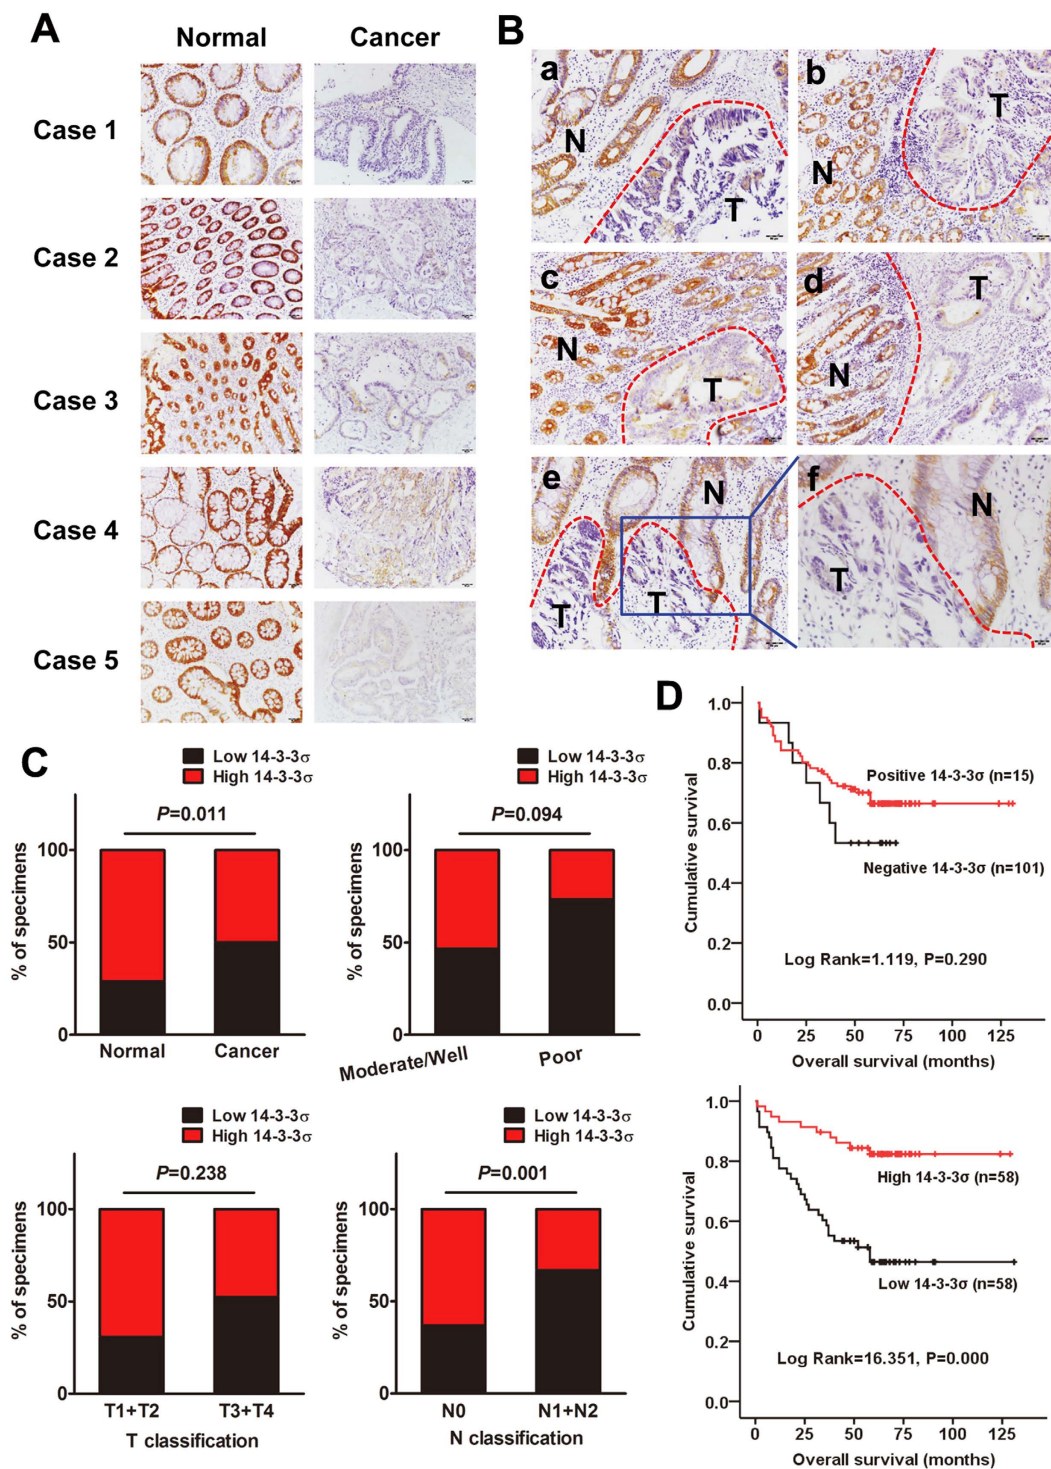 A
Normal
Cancer
Case 1
Case 2
Case 3
Case 4
Case 5
B
a
N
T
b
N
T
c
N
T
d
N
T
e
N
T
T
f
N
T
C
Low 14-3-3σ
High 14-3-3σ
P=0.011
% of specimens
100
50
0
Normal
Cancer
Low 14-3-3σ
High 14-3-3σ
P=0.094
% of specimens
100
50
0
Moderate/Well
Poor
Low 14-3-3σ
High 14-3-3σ
P=0.238
% of specimens
100
50
0
T1+T2
T3+T4
T classification
Low 14-3-3σ
High 14-3-3σ
P=0.001
% of specimens
100
50
0
N0
N1+N2
N classification
D
Cumulative survival
1.0
0.8
0.6
0.4
0.2
0.0
Positive 14-3-3σ (n=15)
Negative 14-3-3σ (n=101)
Log Rank=1.119, P=0.290
0 25 50 75 100 125
Overall survival (months)
Cumulative survival
1.0
0.8
0.6
0.4
0.2
0.0
High 14-3-3σ (n=58)
Low 14-3-3σ (n=58)
Log Rank=16.351, P=0.000
0 25 50 75 100 125
Overall survival (months)